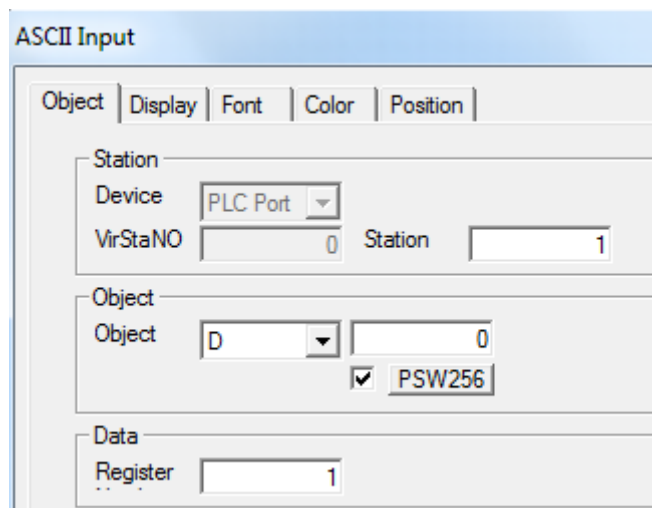 ASCII Input
Object Display Font Color Position
Station
Device PLC Port
VirStaNO 0 Station 1
Object
Object D 0
PSW256
Data
Register 1